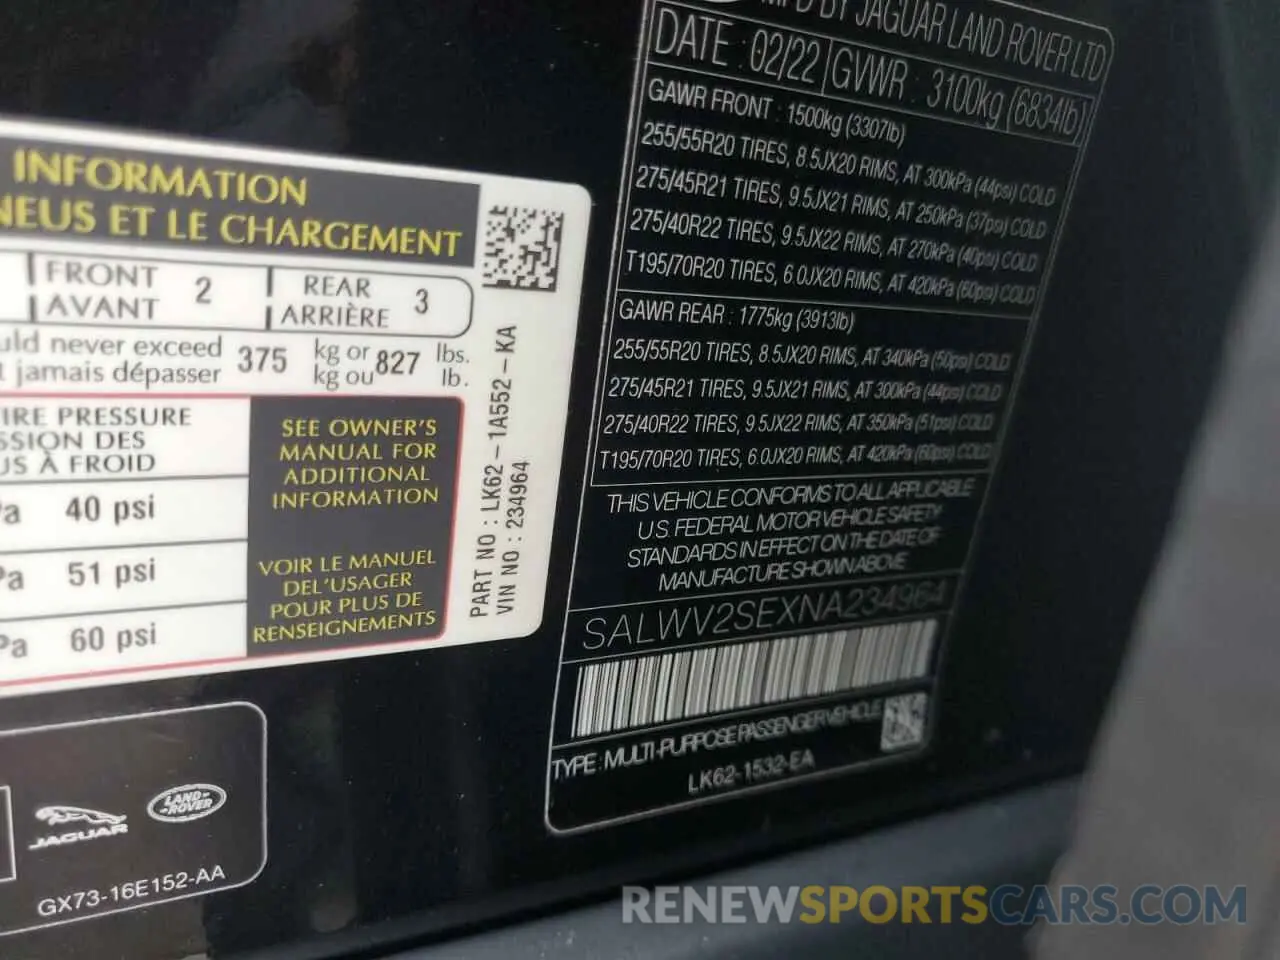 INFORMATION
NEUS ET LE CHARGEMENT
FRONT
AVANT
2
REAR
ARRIÈRE
3
uld never exceed 375 kg or 827 lbs.
t jamais dépasser kg ou lb.
IRE PRESSURE
SSION DES
US À FROID
Pa 40 psi
Pa 51 psi
Pa 60 psi
SEE OWNER'S
MANUAL FOR
ADDITIONAL
INFORMATION
VOIR LE MANUEL
DEL'USAGER
POUR PLUS DE
RENSEIGNEMENTS
PART NO : LK62 – 1A552 – KA
VIN NO : 234964
JAGUAR
LAND ROVER
GX73-16E152-AA
MFD BY JAGUAR LAND ROVER LTD
DATE : 02/22 GVWR : 3100kg (6834lb)
GAWR FRONT : 1500kg (3307lb)
255/55R20 TIRES, 8.5JX20 RIMS, AT 300kPa (44psi) COLD
275/45R21 TIRES, 9.5JX21 RIMS, AT 250kPa (37psi) COLD
275/40R22 TIRES, 9.5JX22 RIMS, AT 270kPa (40psi) COLD
T195/70R20 TIRES, 6.0JX20 RIMS, AT 420kPa (60psi) COLD
GAWR REAR : 1775kg (3913lb)
255/55R20 TIRES, 8.5JX20 RIMS, AT 340kPa (50psi) COLD
275/45R21 TIRES, 9.5JX21 RIMS, AT 300kPa (44psi) COLD
275/40R22 TIRES, 9.5JX22 RIMS, AT 350kPa (51psi) COLD
T195/70R20 TIRES, 6.0JX20 RIMS, AT 420kPa (60psi) COLD
THIS VEHICLE CONFORMS TO ALL APPLICABLE
U.S. FEDERAL MOTOR VEHICLE SAFETY
STANDARDS IN EFFECT ON THE DATE OF
MANUFACTURE SHOWN ABOVE
SALWV2SEXNA234964
TYPE : MULTI-PURPOSE PASSENGER VEHICLE
LK62-1532-EA
RENEWSPORTSCARS.COM